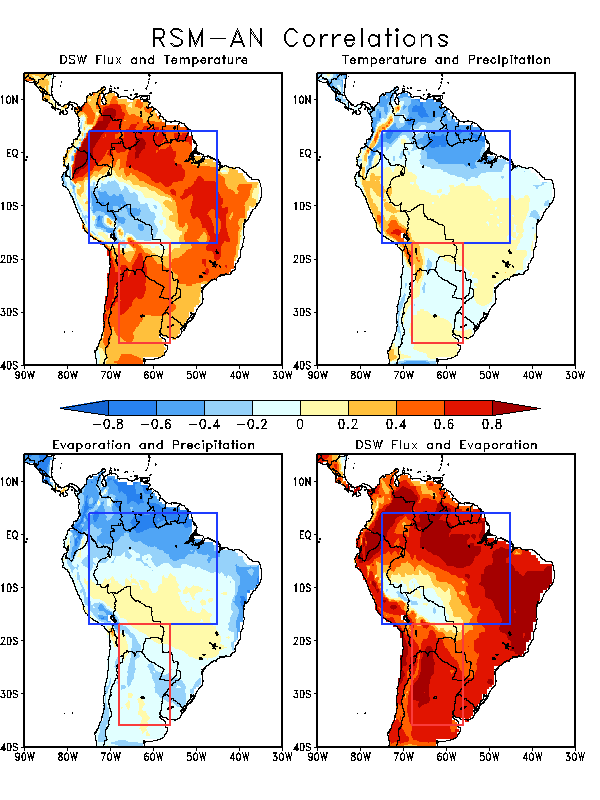 RSM-AN Correlations
DSW Flux and Temperature
Temperature and Precipitation
10N
EQ
10S
20S
30S
40S
90W 80W 70W 60W 50W 40W 30W
10N
EQ
10S
20S
30S
40S
90W 80W 70W 60W 50W 40W 30W
-0.8 -0.6 -0.4 -0.2 0 0.2 0.4 0.6 0.8
Evaporation and Precipitation
DSW Flux and Evaporation
10N
EQ
10S
20S
30S
40S
90W 80W 70W 60W 50W 40W 30W
10N
EQ
10S
20S
30S
40S
90W 80W 70W 60W 50W 40W 30W